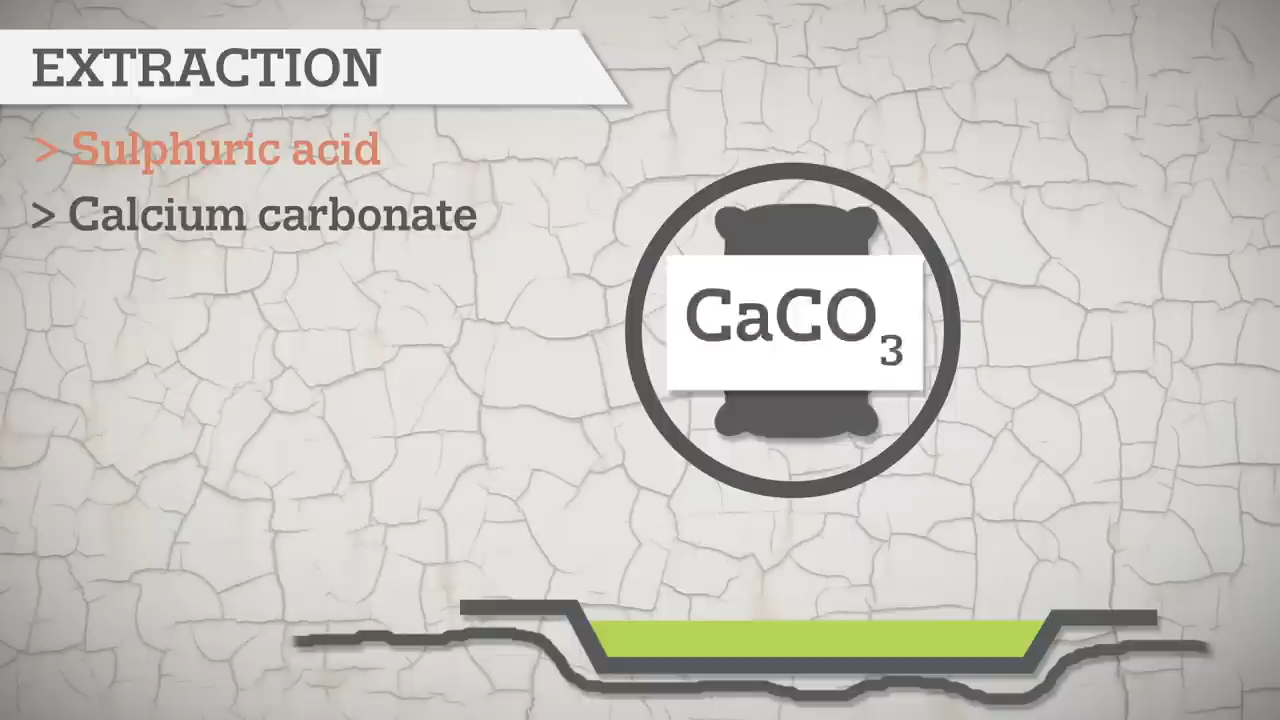 EXTRACTION
> Sulphuric acid
> Calcium carbonate
CaCO₃